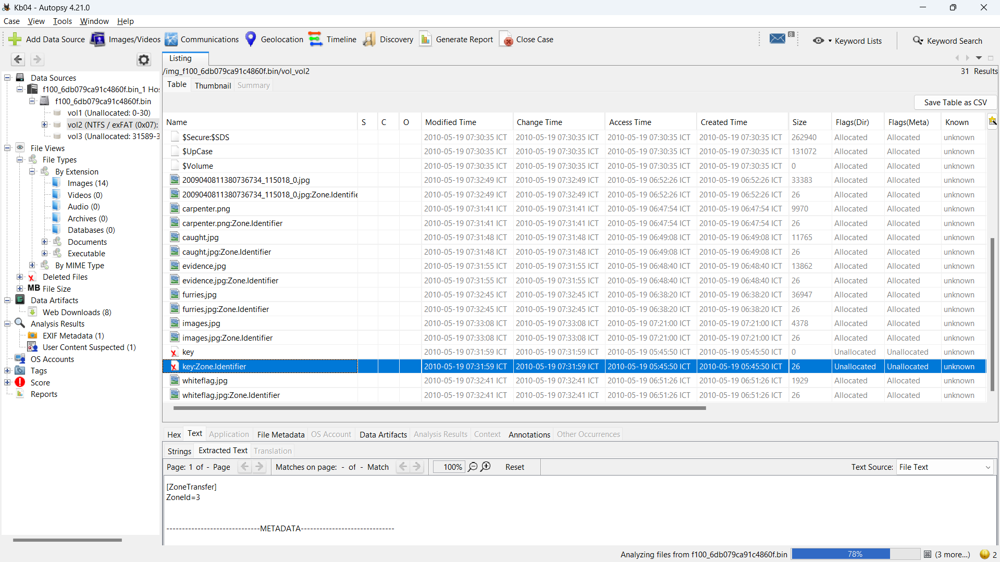 Kb04 - Autopsy 4.21.0
Case View Tools Window Help
Add Data Source Images/Videos Communications Geolocation Timeline Discovery Generate Report Close Case 8 Keyword Lists Keyword Search
Listing
/img_f100_6db079ca91c4860f.bin/vol_vol2 31 Results
Table Thumbnail Summary
Save Table as CSV
Data Sources
f100_6db079ca91c4860f.bin_1 Hos
f100_6db079ca91c4860f.bin
vol1 (Unallocated: 0-30)
vol2 (NTFS / exFAT (0x07):
vol3 (Unallocated: 31589-3
File Views
File Types
By Extension
Images (14)
Videos (0)
Audio (0)
Archives (0)
Databases (0)
Documents
Executable
By MIME Type
Deleted Files
MB File Size
Data Artifacts
Web Downloads (8)
Analysis Results
EXIF Metadata (1)
User Content Suspected (1)
OS Accounts
Tags
Score
Reports
Name S C O Modified Time Change Time Access Time Created Time Size Flags(Dir) Flags(Meta) Known
$Secure:$SDS 2010-05-19 07:30:35 ICT 2010-05-19 07:30:35 ICT 2010-05-19 07:30:35 ICT 2010-05-19 07:30:35 ICT 262940 Allocated Allocated unknown
$UpCase 2010-05-19 07:30:35 ICT 2010-05-19 07:30:35 ICT 2010-05-19 07:30:35 ICT 2010-05-19 07:30:35 ICT 131072 Allocated Allocated unknown
$Volume 2010-05-19 07:30:35 ICT 2010-05-19 07:30:35 ICT 2010-05-19 07:30:35 ICT 2010-05-19 07:30:35 ICT 0 Allocated Allocated unknown
2009040811380736734_115018_0.jpg 2010-05-19 07:32:49 ICT 2010-05-19 07:32:49 ICT 2010-05-19 06:52:26 ICT 2010-05-19 06:52:26 ICT 33383 Allocated Allocated unknown
2009040811380736734_115018_0.jpg:Zone.Identifie 2010-05-19 07:32:49 ICT 2010-05-19 07:32:49 ICT 2010-05-19 06:52:26 ICT 2010-05-19 06:52:26 ICT 26 Allocated Allocated unknown
carpenter.png 2010-05-19 07:31:41 ICT 2010-05-19 07:31:41 ICT 2010-05-19 06:47:54 ICT 2010-05-19 06:47:54 ICT 9970 Allocated Allocated unknown
carpenter.png:Zone.Identifier 2010-05-19 07:31:41 ICT 2010-05-19 07:31:41 ICT 2010-05-19 06:47:54 ICT 2010-05-19 06:47:54 ICT 26 Allocated Allocated unknown
caught.jpg 2010-05-19 07:31:48 ICT 2010-05-19 07:31:48 ICT 2010-05-19 06:49:08 ICT 2010-05-19 06:49:08 ICT 11765 Allocated Allocated unknown
caught.jpg:Zone.Identifier 2010-05-19 07:31:48 ICT 2010-05-19 07:31:48 ICT 2010-05-19 06:49:08 ICT 2010-05-19 06:49:08 ICT 26 Allocated Allocated unknown
evidence.jpg 2010-05-19 07:31:55 ICT 2010-05-19 07:31:55 ICT 2010-05-19 06:48:40 ICT 2010-05-19 06:48:40 ICT 13862 Allocated Allocated unknown
evidence.jpg:Zone.Identifier 2010-05-19 07:31:55 ICT 2010-05-19 07:31:55 ICT 2010-05-19 06:48:40 ICT 2010-05-19 06:48:40 ICT 26 Allocated Allocated unknown
furries.jpg 2010-05-19 07:32:45 ICT 2010-05-19 07:32:45 ICT 2010-05-19 06:38:20 ICT 2010-05-19 06:38:20 ICT 36947 Allocated Allocated unknown
furries.jpg:Zone.Identifier 2010-05-19 07:32:45 ICT 2010-05-19 07:32:45 ICT 2010-05-19 06:38:20 ICT 2010-05-19 06:38:20 ICT 26 Allocated Allocated unknown
images.jpg 2010-05-19 07:33:08 ICT 2010-05-19 07:33:08 ICT 2010-05-19 07:21:00 ICT 2010-05-19 07:21:00 ICT 4378 Allocated Allocated unknown
images.jpg:Zone.Identifier 2010-05-19 07:33:08 ICT 2010-05-19 07:33:08 ICT 2010-05-19 07:21:00 ICT 2010-05-19 07:21:00 ICT 26 Allocated Allocated unknown
key 2010-05-19 07:31:59 ICT 2010-05-19 07:31:59 ICT 2010-05-19 05:45:50 ICT 2010-05-19 05:45:50 ICT 0 Unallocated Unallocated unknown
key:Zone.Identifier 2010-05-19 07:31:59 ICT 2010-05-19 07:31:59 ICT 2010-05-19 05:45:50 ICT 2010-05-19 05:45:50 ICT 26 Unallocated Unallocated unknown
whiteflag.jpg 2010-05-19 07:32:41 ICT 2010-05-19 07:32:41 ICT 2010-05-19 06:51:26 ICT 2010-05-19 06:51:26 ICT 1929 Allocated Allocated unknown
whiteflag.jpg:Zone.Identifier 2010-05-19 07:32:41 ICT 2010-05-19 07:32:41 ICT 2010-05-19 06:51:26 ICT 2010-05-19 06:51:26 ICT 26 Allocated Allocated unknown
Hex Text Application File Metadata OS Account Data Artifacts Analysis Results Context Annotations Other Occurrences
Strings Extracted Text Translation
Page: 1 of - Page Matches on page: - of - Match 100% Reset Text Source: File Text
[ZoneTransfer]
ZoneId=3
------------------------------METADATA------------------------------
Analyzing files from f100_6db079ca91c4860f.bin 78% (3 more...) 2